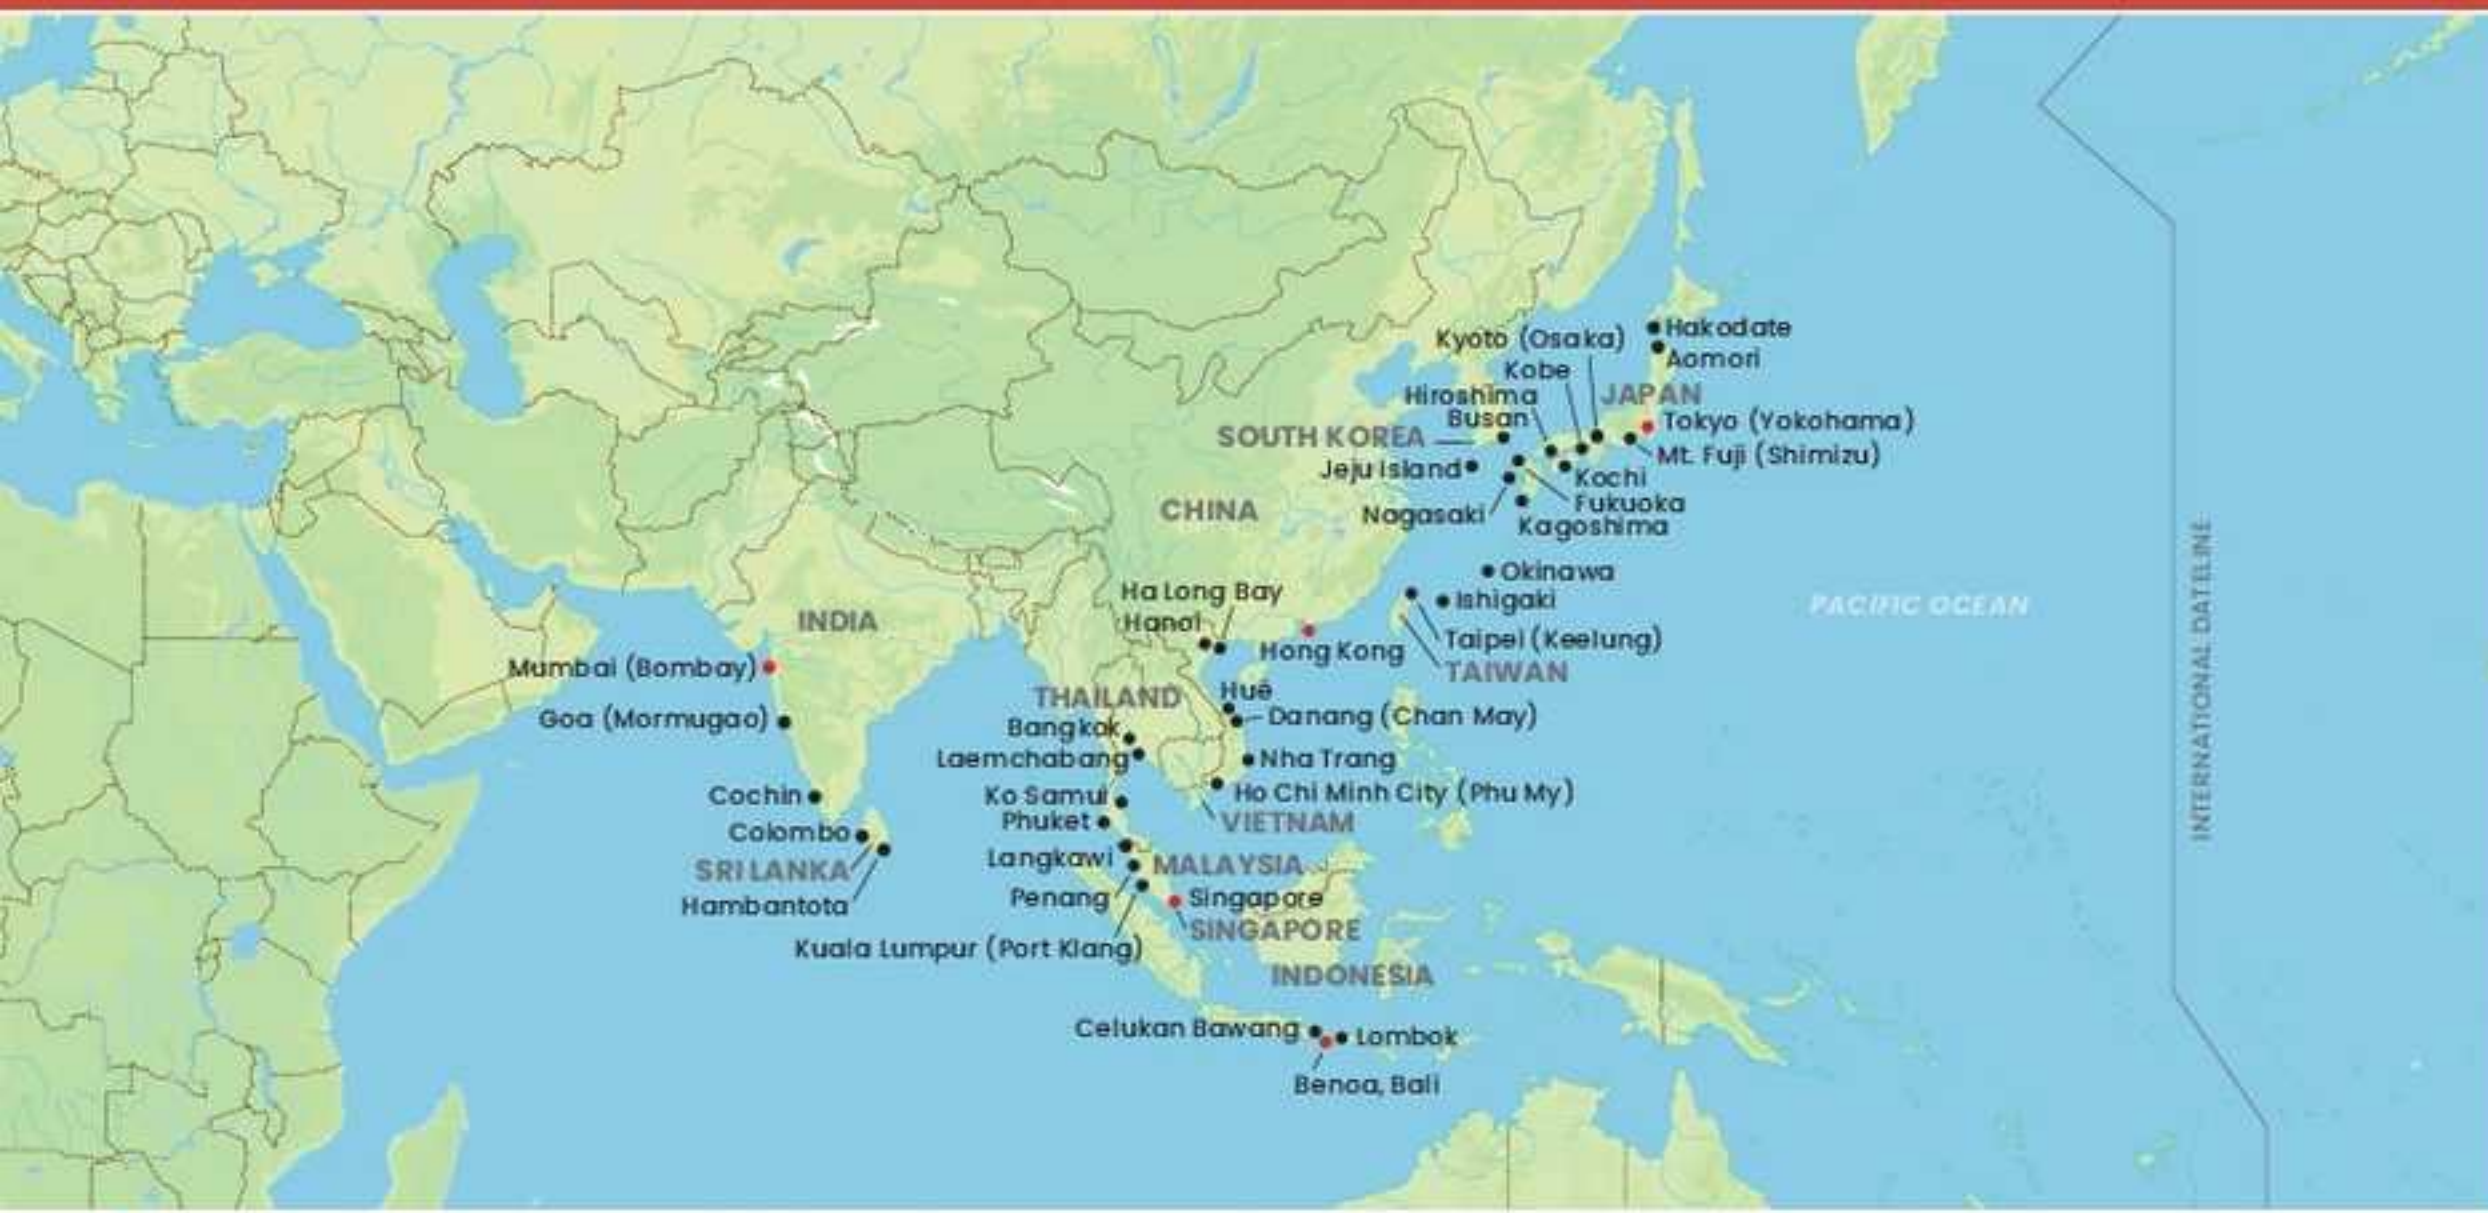 Hakodate
Kyoto (Osaka)
Aomori
Kobe
Hiroshima
JAPAN
Busan
Tokyo (Yokohama)
SOUTH KOREA
Mt. Fuji (Shimizu)
Jeju Island
Kochi
Fukuoka
CHINA
Nagasaki
Kagoshima
Okinawa
Ha Long Bay
Ishigaki
PACIFIC OCEAN
INTERNATIONAL DATELINE
INDIA
Hanoi
Taipei (Keelung)
Hong Kong
Mumbai (Bombay)
TAIWAN
THAILAND
Huê
Goa (Mormugao)
Danang (Chan May)
Bangkok
Laemchabang
Nha Trang
Cochin
Ko Samui
Ho Chi Minh City (Phu My)
Phuket
VIETNAM
Colombo
Langkawi
MALAYSIA
SRI LANKA
Penang
Singapore
Hambantota
SINGAPORE
Kuala Lumpur (Port Klang)
INDONESIA
Celukan Bawang
Lombok
Benoa, Bali